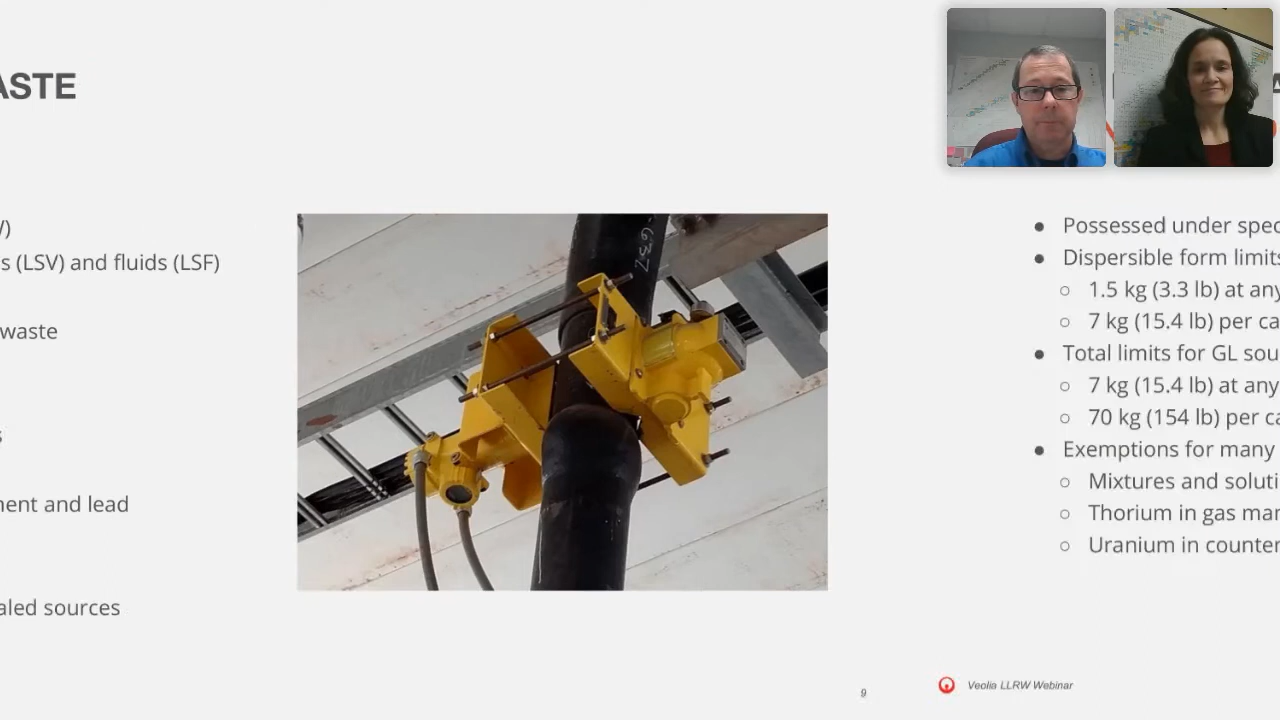 ASTE
W)
s (LSV) and fluids (LSF)
waste
s
ment and lead
aled sources
9
Possessed under spec
Dispersible form limits
1.5 kg (3.3 lb) at any
7 kg (15.4 lb) per ca
Total limits for GL sou
7 kg (15.4 lb) at any
70 kg (154 lb) per ca
Exemptions for many
Mixtures and soluti
Thorium in gas man
Uranium in counter
Veolia LLRW Webinar